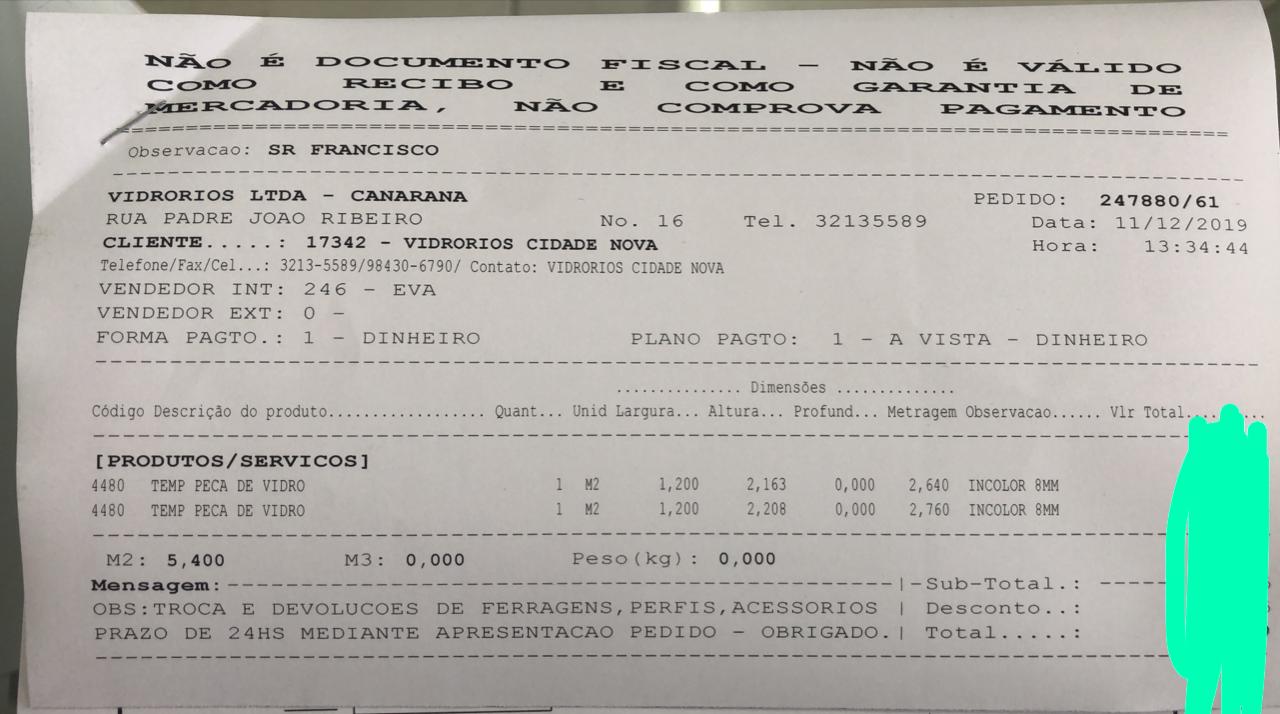 NÃO É DOCUMENTO FISCAL - NÃO É VÁLIDO
COMO RECIBO E COMO GARANTIA DE
MERCADORIA, NÃO COMPROVA PAGAMENTO
Observacao: SR FRANCISCO
VIDRORIOS LTDA - CANARANA PEDIDO: 247880/61
RUA PADRE JOAO RIBEIRO No. 16 Tel. 32135589 Data: 11/12/2019
CLIENTE.....: 17342 - VIDRORIOS CIDADE NOVA Hora: 13:34:44
Telefone/Fax/Cel...: 3213-5589/98430-6790/ Contato: VIDRORIOS CIDADE NOVA
VENDEDOR INT: 246 - EVA
VENDEDOR EXT: 0 -
FORMA PAGTO.: 1 - DINHEIRO PLANO PAGTO: 1 - A VISTA - DINHEIRO
............... Dimensões ...............
Código Descrição do produto................. Quant... Unid Largura... Altura... Profund... Metragem Observacao...... Vlr Total.........
[PRODUTOS/SERVICOS]
4480 TEMP PECA DE VIDRO 1 M2 1,200 2,163 0,000 2,640 INCOLOR 8MM
4480 TEMP PECA DE VIDRO 1 M2 1,200 2,208 0,000 2,760 INCOLOR 8MM
M2: 5,400 M3: 0,000 Peso(kg): 0,000
Mensagem:------------------------------------------|-Sub-Total.:
OBS:TROCA E DEVOLUCOES DE FERRAGENS,PERFIS,ACESSORIOS | Desconto..:
PRAZO DE 24HS MEDIANTE APRESENTACAO PEDIDO - OBRIGADO.| Total.....: